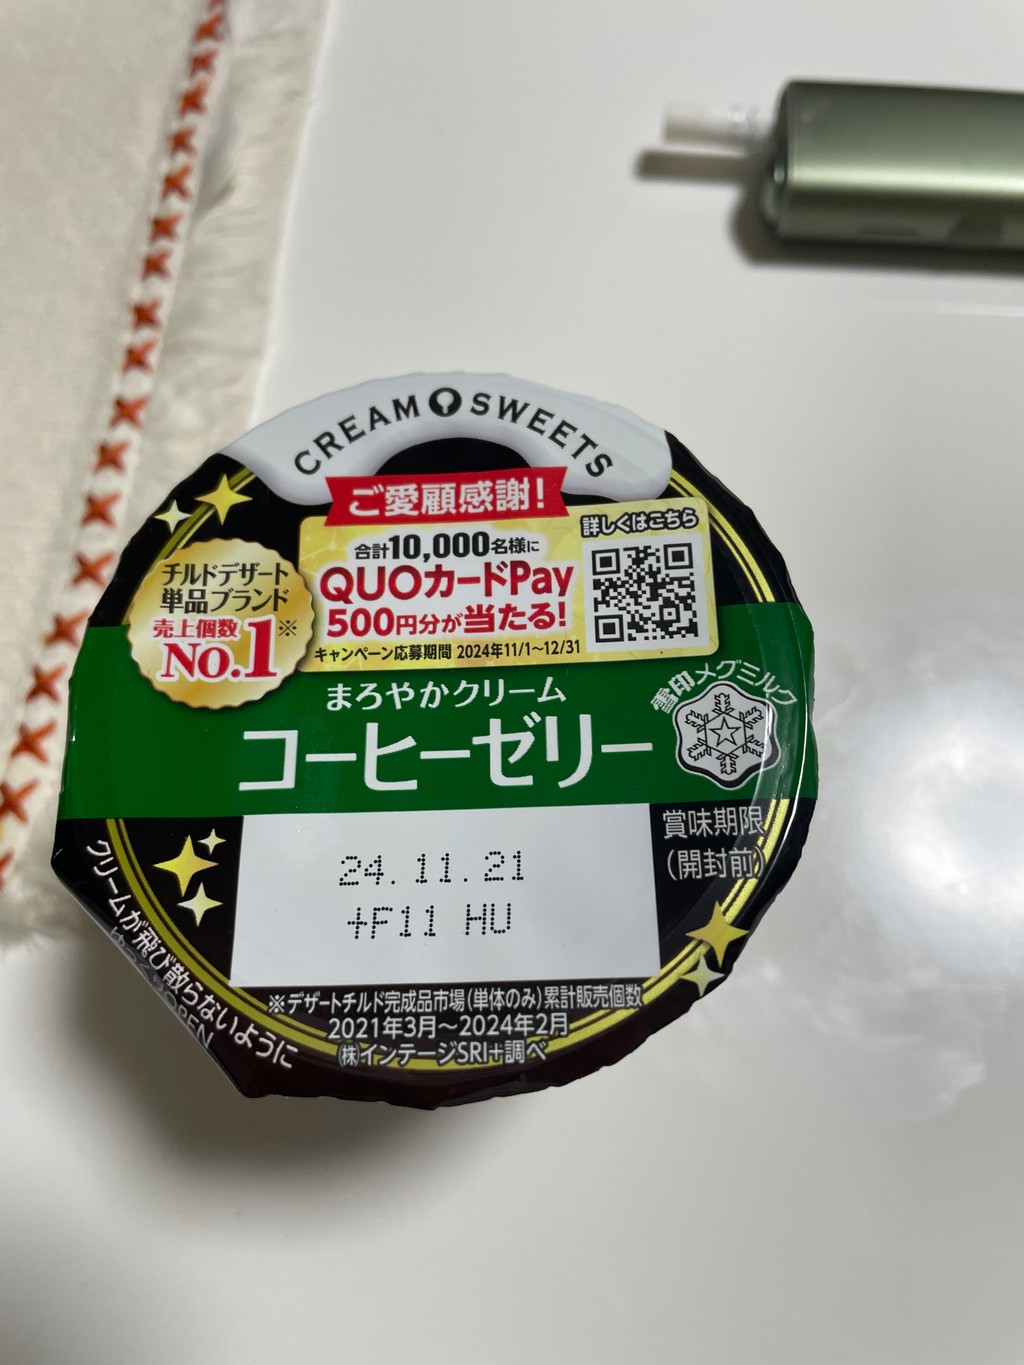 CREAM SWEETS
ご愛顧感謝!
合計10,000名様に
QUOカードPay
500円分が当たる!
キャンペーン応募期間 2024年11/1〜12/31
詳しくはこちら
チルドデザート
単品ブランド
売上個数※
No.1
まろやかクリーム
コーヒーゼリー
雪印メグミルク
賞味期限
(開封前)
24.11.21
+F11 HU
※デザートチルド完成品市場(単体のみ)累計販売個数
2021年3月〜2024年2月
(株)インテージSRI+調べ
クリームが飛び散らないように
OPEN